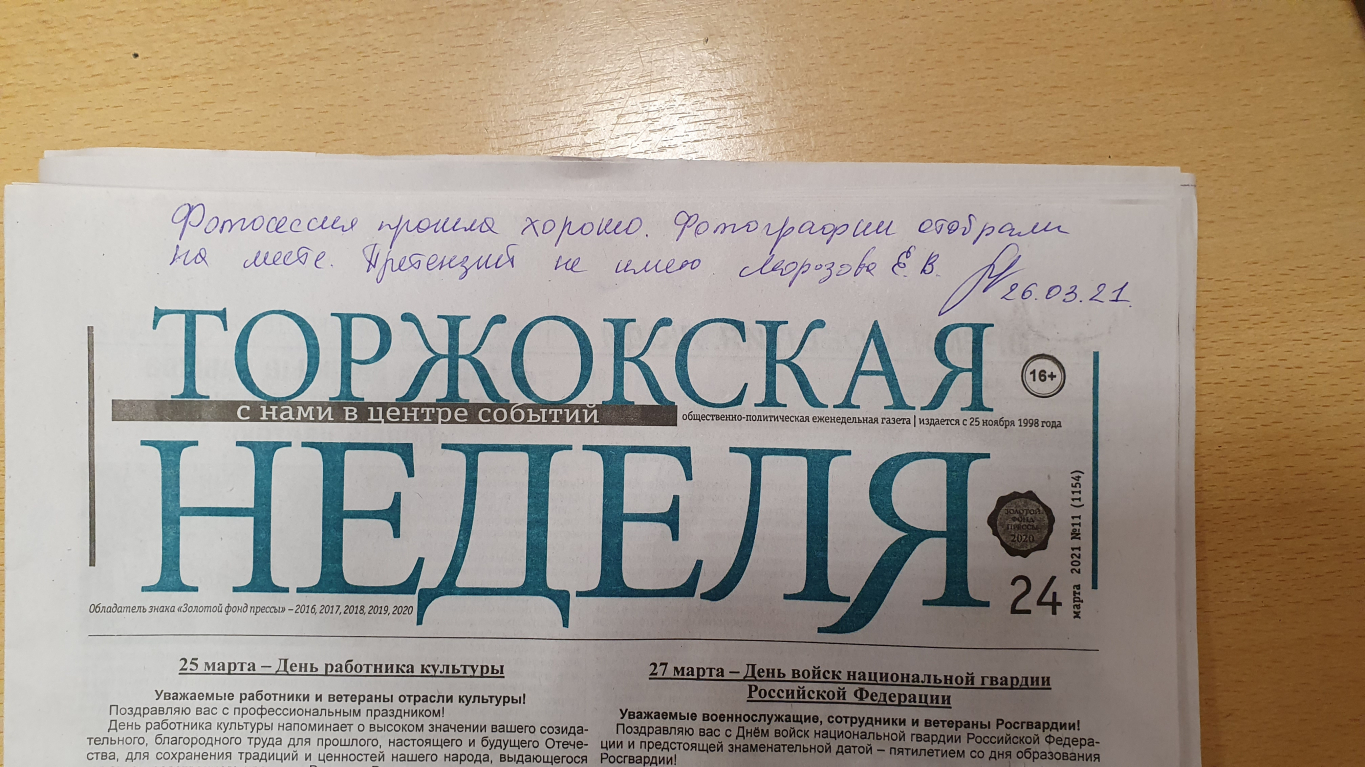 Фотосессия прошла хорошо. Фотографии отобрали
на месте. Претензий не имею. Морозова Е. В.
26.03.21.
ТОРЖОКСКАЯ
16+
с нами в центре событий
общественно-политическая еженедельная газета | издается с 25 ноября 1998 года
НЕДЕЛЯ
ЗОЛОТОЙ
ФОНД
ПРЕССЫ
2020
24
марта 2021 №11 (1154)
Обладатель знака «Золотой фонд прессы» – 2016, 2017, 2018, 2019, 2020
25 марта – День работника культуры
Уважаемые работники и ветераны отрасли культуры!
Поздравляю вас с профессиональным праздником!
День работника культуры напоминает о высоком значении вашего созида-
тельного, благородного труда для прошлого, настоящего и будущего Отече-
ства, для сохранения традиций и ценностей нашего народа, выдающегося
27 марта – День войск национальной гвардии
Российской Федерации
Уважаемые военнослужащие, сотрудники и ветераны Росгвардии!
Поздравляю вас с Днём войск национальной гвардии Российской Федера-
ции и предстоящей знаменательной датой – пятилетием со дня образования
Росгвардии!